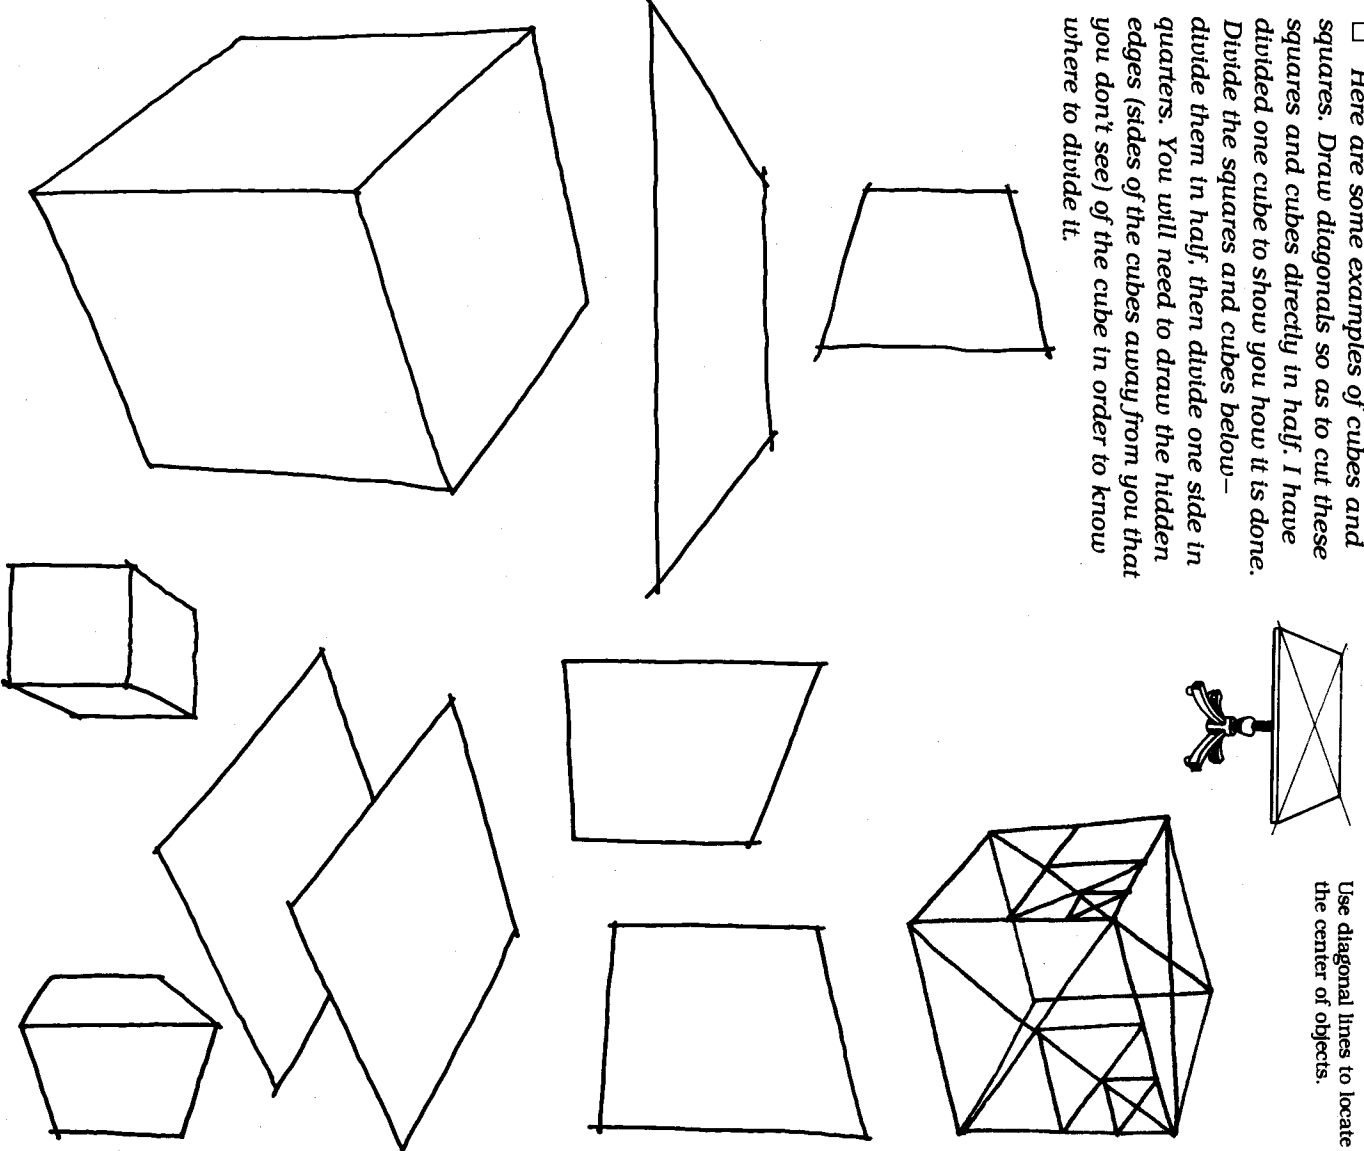 □ Here are some examples of cubes and
squares. Draw diagonals so as to cut these
squares and cubes directly in half. I have
divided one cube to show you how it is done.
Divide the squares and cubes below—
divide them in half, then divide one side in
quarters. You will need to draw the hidden
edges (sides of the cubes away from you that
you don't see) of the cube in order to know
where to divide it.
Use diagonal lines to locate
the center of objects.